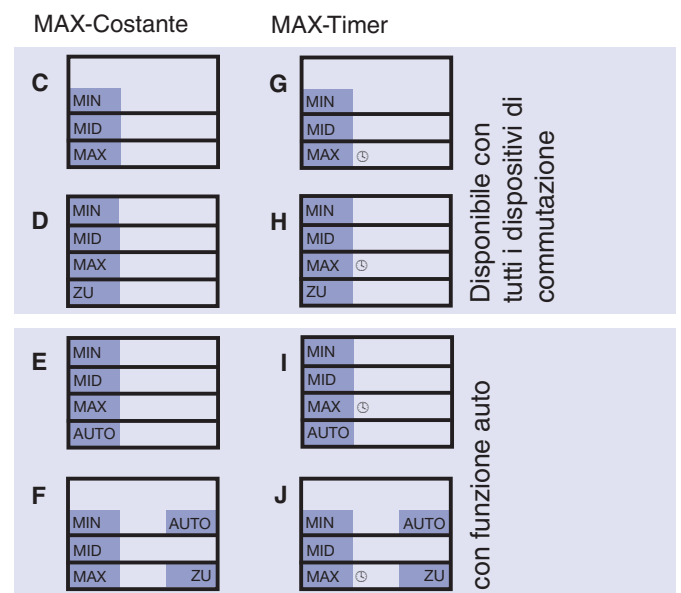 MAX-Costante
MAX-Timer
C
MIN
MID
MAX
G
MIN
MID
MAX
D
MIN
MID
MAX
ZU
H
MIN
MID
MAX
ZU
Disponibile con
tutti i dispositivi di
commutazione
E
MIN
MID
MAX
AUTO
I
MIN
MID
MAX
AUTO
F
MIN AUTO
MID
MAX ZU
J
MIN AUTO
MID
MAX ZU
con funzione auto